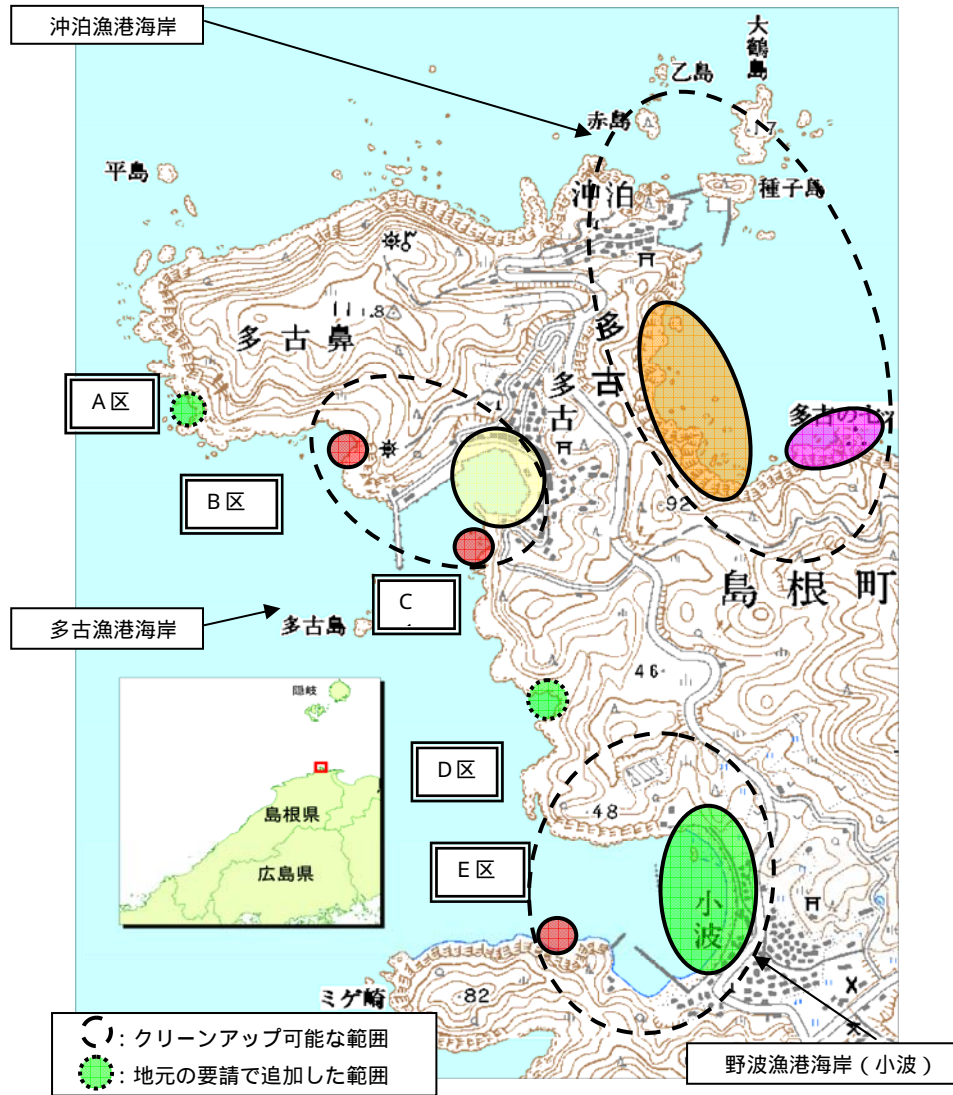 沖泊漁港海岸
大鶴島
乙島
赤島
17
平島
沖泊
種子島
多古鼻
多古
多古
A区
多古の七
B区
92
島根町
C
多古漁港海岸
多古島
46
隠岐
D区
島根県
48
広島県
E区
小波
ミゲ崎
82
:クリーンアップ可能な範囲
:地元の要請で追加した範囲
野波漁港海岸(小波)